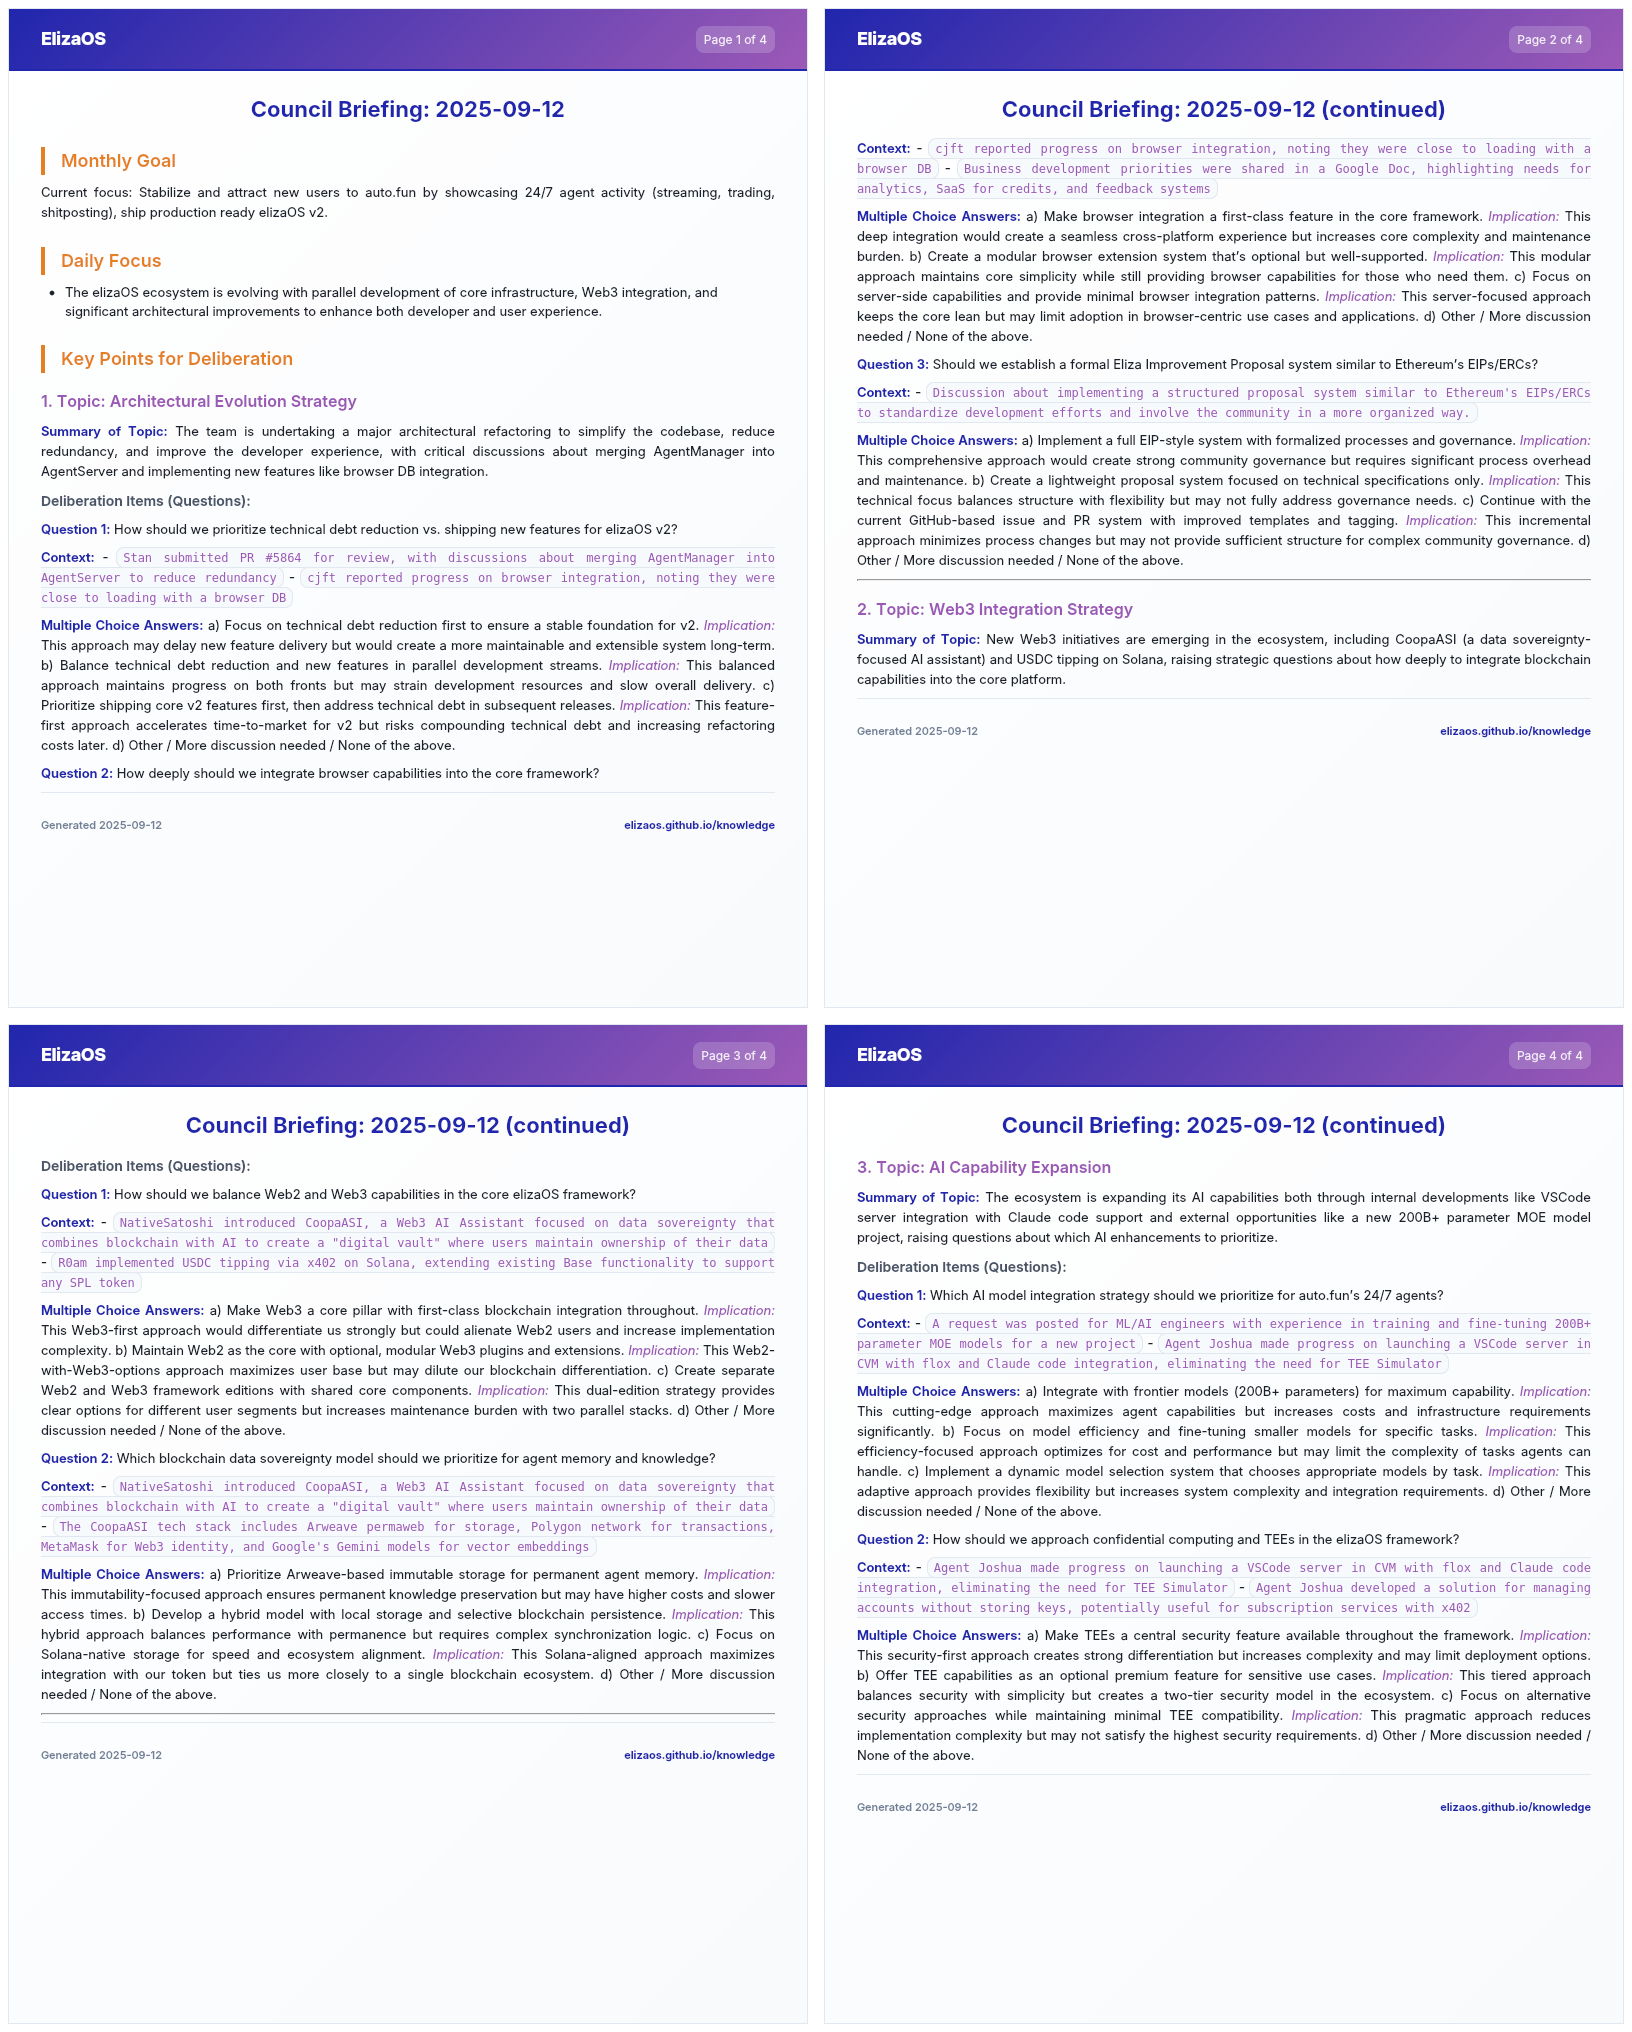 ElizaOS
Page 1 of 4
Council Briefing: 2025-09-12
Monthly Goal
Current focus: Stabilize and attract new users to auto.fun by showcasing 24/7 agent activity (streaming, trading,
shitposting), ship production ready elizaOS v2.
Daily Focus
• The elizaOS ecosystem is evolving with parallel development of core infrastructure, Web3 integration, and
significant architectural improvements to enhance both developer and user experience.
Key Points for Deliberation
1. Topic: Architectural Evolution Strategy
Summary of Topic: The team is undertaking a major architectural refactoring to simplify the codebase, reduce
redundancy, and improve the developer experience, with critical discussions about merging AgentManager into
AgentServer and implementing new features like browser DB integration.
Deliberation Items (Questions):
Question 1: How should we prioritize technical debt reduction vs. shipping new features for elizaOS v2?
Context: - Stan submitted PR #5864 for review, with discussions about merging AgentManager into
AgentServer to reduce redundancy - cjft reported progress on browser integration, noting they were
close to loading with a browser DB
Multiple Choice Answers: a) Focus on technical debt reduction first to ensure a stable foundation for v2. Implication:
This approach may delay new feature delivery but would create a more maintainable and extensible system long-term.
b) Balance technical debt reduction and new features in parallel development streams. Implication: This balanced
approach maintains progress on both fronts but may strain development resources and slow overall delivery. c)
Prioritize shipping core v2 features first, then address technical debt in subsequent releases. Implication: This feature-
first approach accelerates time-to-market for v2 but risks compounding technical debt and increasing refactoring
costs later. d) Other / More discussion needed / None of the above.
Question 2: How deeply should we integrate browser capabilities into the core framework?
Generated 2025-09-12
elizaos.github.io/knowledge
ElizaOS
Page 2 of 4
Council Briefing: 2025-09-12 (continued)
Context: - cjft reported progress on browser integration, noting they were close to loading with a
browser DB - Business development priorities were shared in a Google Doc, highlighting needs for
analytics, SaaS for credits, and feedback systems
Multiple Choice Answers: a) Make browser integration a first-class feature in the core framework. Implication: This
deep integration would create a seamless cross-platform experience but increases core complexity and maintenance
burden. b) Create a modular browser extension system that's optional but well-supported. Implication: This modular
approach maintains core simplicity while still providing browser capabilities for those who need them. c) Focus on
server-side capabilities and provide minimal browser integration patterns. Implication: This server-focused approach
keeps the core lean but may limit adoption in browser-centric use cases and applications. d) Other / More discussion
needed / None of the above.
Question 3: Should we establish a formal Eliza Improvement Proposal system similar to Ethereum's EIPs/ERCs?
Context: - Discussion about implementing a structured proposal system similar to Ethereum's EIPs/ERCs
to standardize development efforts and involve the community in a more organized way.
Multiple Choice Answers: a) Implement a full EIP-style system with formalized processes and governance. Implication:
This comprehensive approach would create strong community governance but requires significant process overhead
and maintenance. b) Create a lightweight proposal system focused on technical specifications only. Implication: This
technical focus balances structure with flexibility but may not fully address governance needs. c) Continue with the
current GitHub-based issue and PR system with improved templates and tagging. Implication: This incremental
approach minimizes process changes but may not provide sufficient structure for complex community governance. d)
Other / More discussion needed / None of the above.
2. Topic: Web3 Integration Strategy
Summary of Topic: New Web3 initiatives are emerging in the ecosystem, including CoopaASI (a data sovereignty-
focused AI assistant) and USDC tipping on Solana, raising strategic questions about how deeply to integrate blockchain
capabilities into the core platform.
Generated 2025-09-12
elizaos.github.io/knowledge
ElizaOS
Page 3 of 4
Council Briefing: 2025-09-12 (continued)
Deliberation Items (Questions):
Question 1: How should we balance Web2 and Web3 capabilities in the core elizaOS framework?
Context: - NativeSatoshi introduced CoopaASI, a Web3 AI Assistant focused on data sovereignty that
combines blockchain with AI to create a "digital vault" where users maintain ownership of their data
- R0am implemented USDC tipping via x402 on Solana, extending existing Base functionality to support
any SPL token
Multiple Choice Answers: a) Make Web3 a core pillar with first-class blockchain integration throughout. Implication:
This Web3-first approach would differentiate us strongly but could alienate Web2 users and increase implementation
complexity. b) Maintain Web2 as the core with optional, modular Web3 plugins and extensions. Implication: This Web2-
with-Web3-options approach maximizes user base but may dilute our blockchain differentiation. c) Create separate
Web2 and Web3 framework editions with shared core components. Implication: This dual-edition strategy provides
clear options for different user segments but increases maintenance burden with two parallel stacks. d) Other / More
discussion needed / None of the above.
Question 2: Which blockchain data sovereignty model should we prioritize for agent memory and knowledge?
Context: - NativeSatoshi introduced CoopaASI, a Web3 AI Assistant focused on data sovereignty that
combines blockchain with AI to create a "digital vault" where users maintain ownership of their data
- The CoopaASI tech stack includes Arweave permaweb for storage, Polygon network for transactions,
MetaMask for Web3 identity, and Google's Gemini models for vector embeddings
Multiple Choice Answers: a) Prioritize Arweave-based immutable storage for permanent agent memory. Implication:
This immutability-focused approach ensures permanent knowledge preservation but may have higher costs and slower
access times. b) Develop a hybrid model with local storage and selective blockchain persistence. Implication: This
hybrid approach balances performance with permanence but requires complex synchronization logic. c) Focus on
Solana-native storage for speed and ecosystem alignment. Implication: This Solana-aligned approach maximizes
integration with our token but ties us more closely to a single blockchain ecosystem. d) Other / More discussion
needed / None of the above.
Generated 2025-09-12
elizaos.github.io/knowledge
ElizaOS
Page 4 of 4
Council Briefing: 2025-09-12 (continued)
3. Topic: AI Capability Expansion
Summary of Topic: The ecosystem is expanding its AI capabilities both through internal developments like VSCode
server integration with Claude code support and external opportunities like a new 200B+ parameter MOE model
project, raising questions about which AI enhancements to prioritize.
Deliberation Items (Questions):
Question 1: Which AI model integration strategy should we prioritize for auto.fun's 24/7 agents?
Context: - A request was posted for ML/AI engineers with experience in training and fine-tuning 200B+
parameter MOE models for a new project - Agent Joshua made progress on launching a VSCode server in
CVM with flox and Claude code integration, eliminating the need for TEE Simulator
Multiple Choice Answers: a) Integrate with frontier models (200B+ parameters) for maximum capability. Implication:
This cutting-edge approach maximizes agent capabilities but increases costs and infrastructure requirements
significantly. b) Focus on model efficiency and fine-tuning smaller models for specific tasks. Implication: This
efficiency-focused approach optimizes for cost and performance but may limit the complexity of tasks agents can
handle. c) Implement a dynamic model selection system that chooses appropriate models by task. Implication: This
adaptive approach provides flexibility but increases system complexity and integration requirements. d) Other / More
discussion needed / None of the above.
Question 2: How should we approach confidential computing and TEEs in the elizaOS framework?
Context: - Agent Joshua made progress on launching a VSCode server in CVM with flox and Claude code
integration, eliminating the need for TEE Simulator - Agent Joshua developed a solution for managing
accounts without storing keys, potentially useful for subscription services with x402
Multiple Choice Answers: a) Make TEEs a central security feature available throughout the framework. Implication:
This security-first approach creates strong differentiation but increases complexity and may limit deployment options.
b) Offer TEE capabilities as an optional premium feature for sensitive use cases. Implication: This tiered approach
balances security with simplicity but creates a two-tier security model in the ecosystem. c) Focus on alternative
security approaches while maintaining minimal TEE compatibility. Implication: This pragmatic approach reduces
implementation complexity but may not satisfy the highest security requirements. d) Other / More discussion needed /
None of the above.
Generated 2025-09-12
elizaos.github.io/knowledge